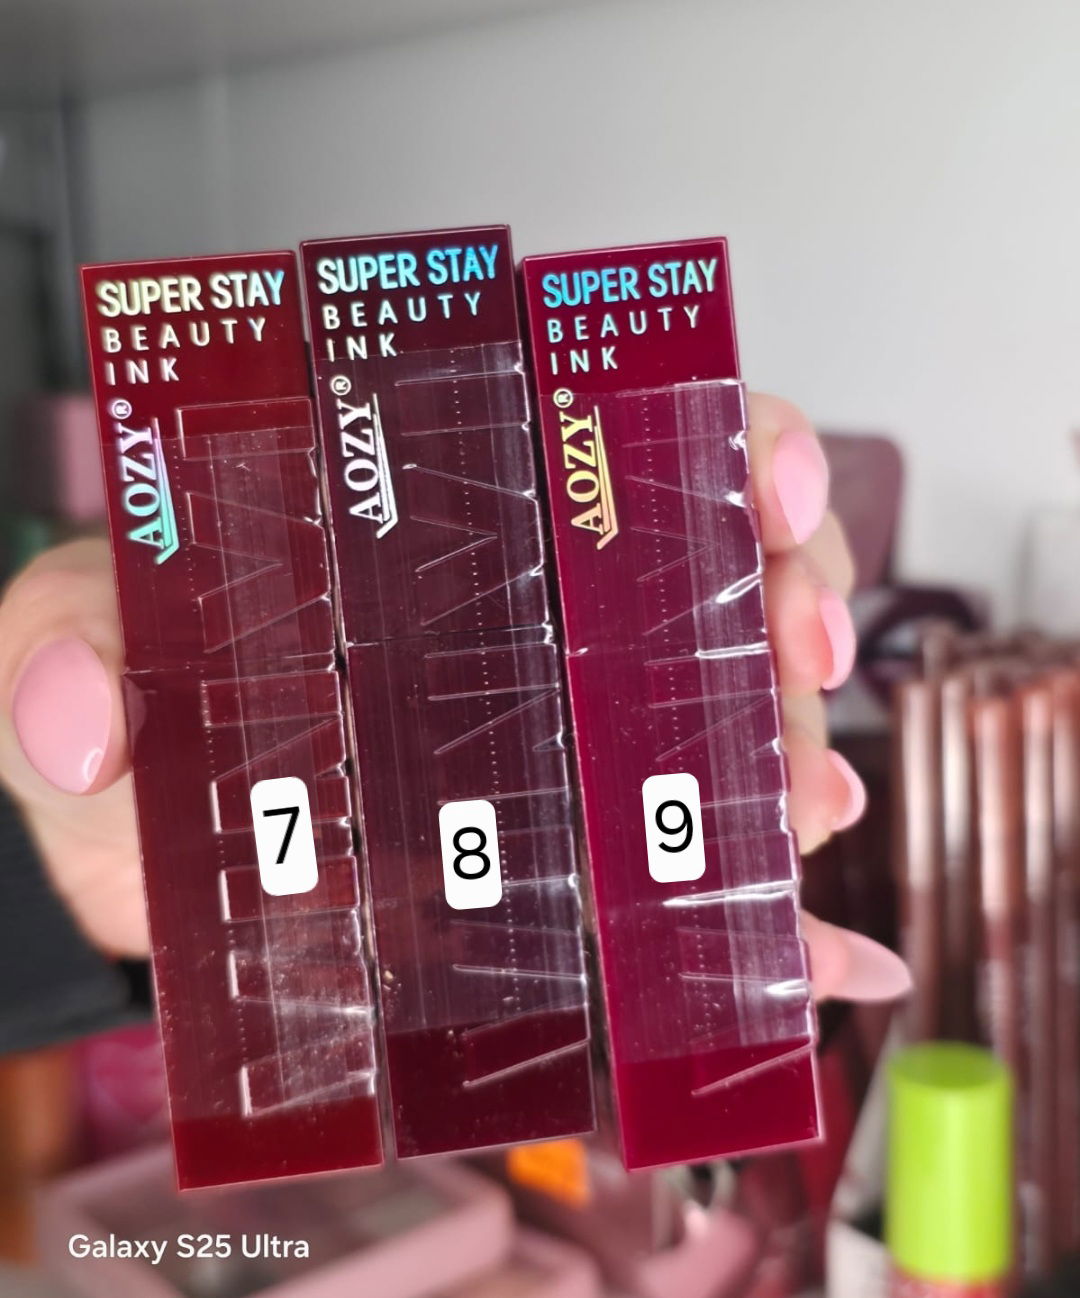 SUPER STAY
BEAUTY
INK
AOZY®
7
SUPER STAY
BEAUTY
INK
AOZY®
8
SUPER STAY
BEAUTY
INK
AOZY®
9
Galaxy S25 Ultra